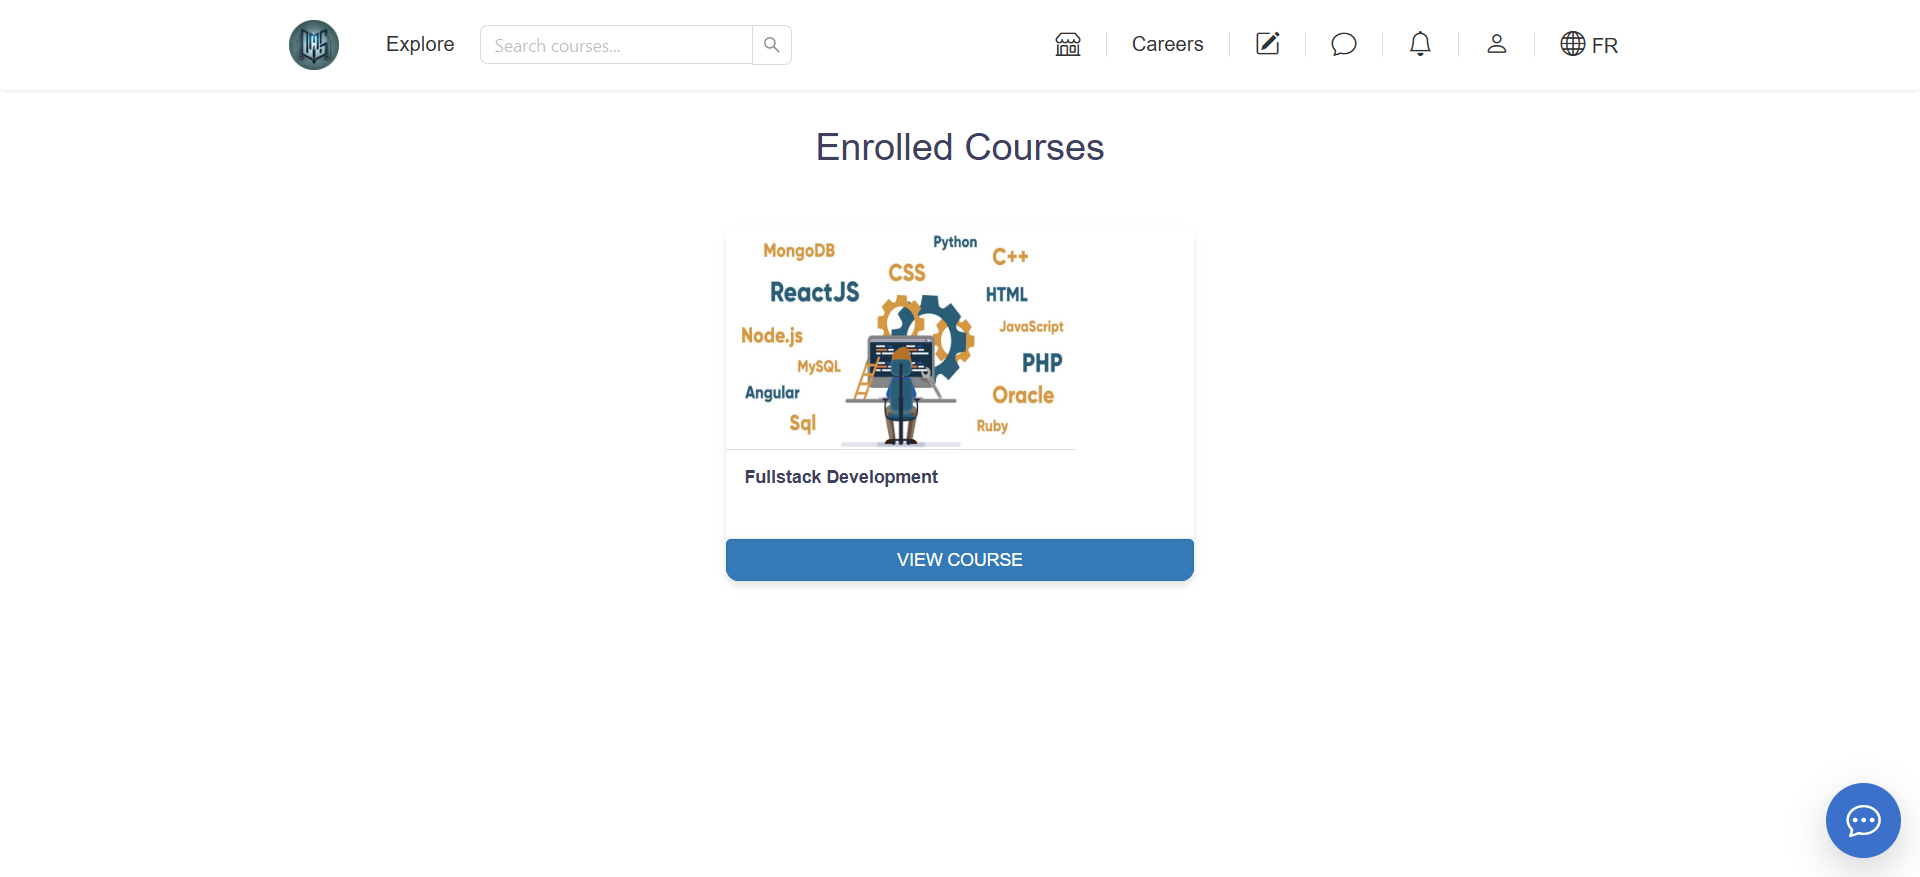 Explore
Search courses...
Careers
FR
Enrolled Courses
Python
MongoDB
C++
CSS
ReactJS
HTML
JavaScript
Node.js
PHP
MySQL
Angular
Oracle
Sql
Ruby
Fullstack Development
VIEW COURSE